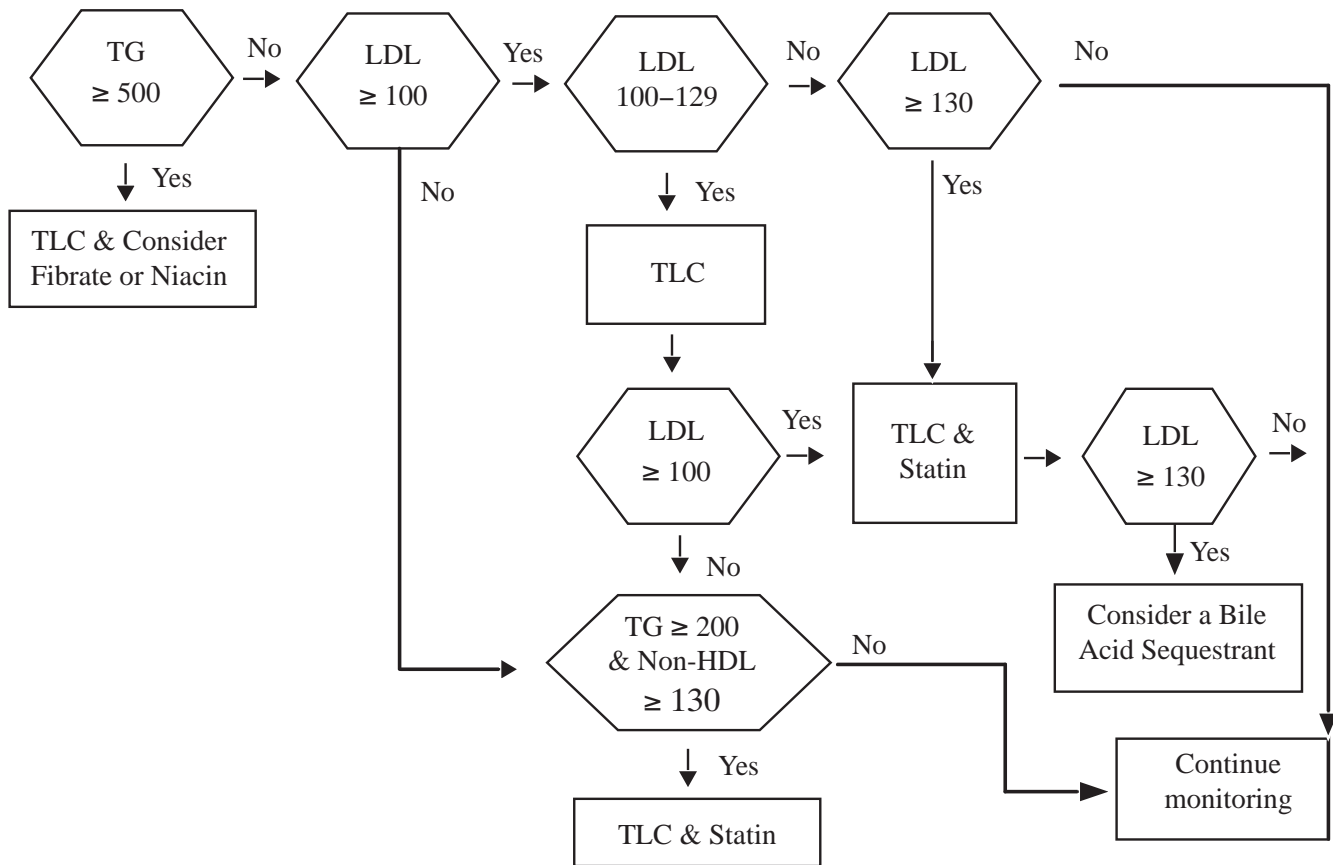 TG
≥ 500
No
LDL
≥ 100
Yes
LDL
100–129
No
LDL
≥ 130
No
Yes
TLC & Consider
Fibrate or Niacin
No
Yes
TLC
Yes
LDL
≥ 100
Yes
TLC &
Statin
LDL
≥ 130
No
No
Yes
TG ≥ 200
& Non-HDL
≥ 130
No
Consider a Bile
Acid Sequestrant
Yes
TLC & Statin
Continue
monitoring